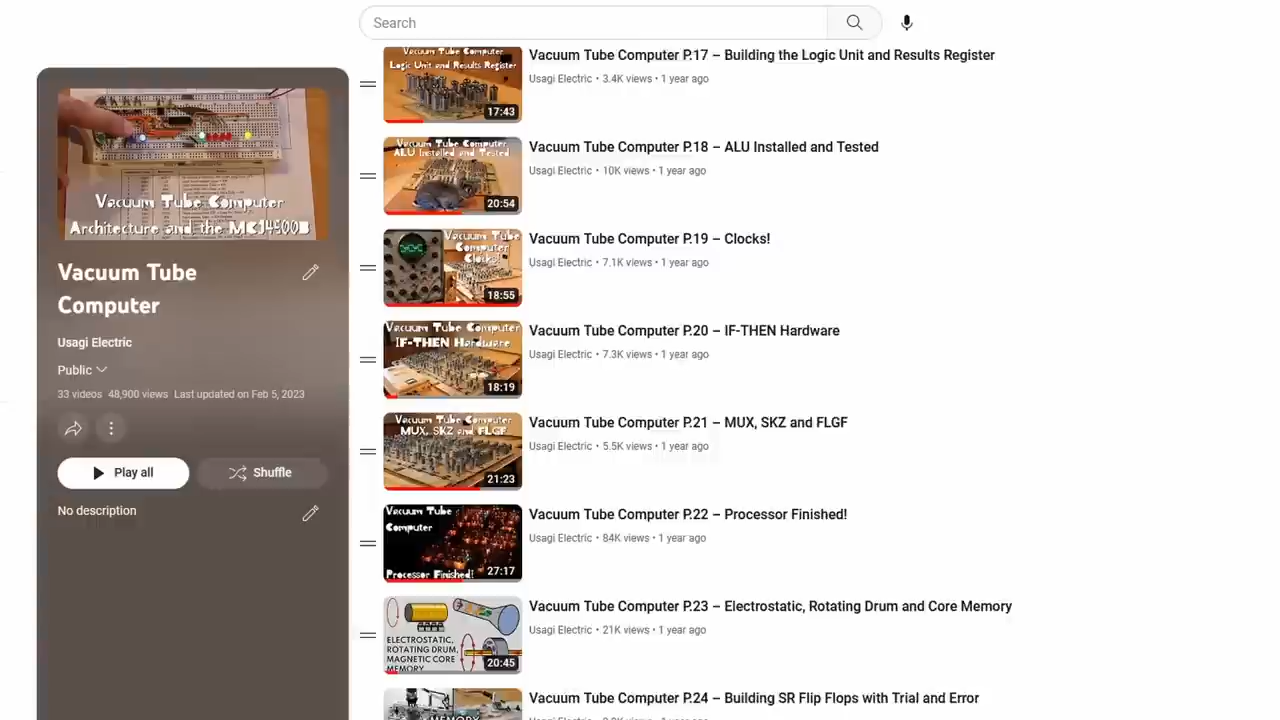 Search
Vacuum Tube Computer
Architecture and the MC14500B
Vacuum Tube
Computer
Usagi Electric
Public
33 videos 48,900 views Last updated on Feb 5, 2023
Play all
Shuffle
No description
Vacuum Tube Computer
Logic Unit and Results Register
17:43
Vacuum Tube Computer P.17 – Building the Logic Unit and Results Register
Usagi Electric • 3.4K views • 1 year ago
Vacuum Tube Computer
ALU Installed and Tested
20:54
Vacuum Tube Computer P.18 – ALU Installed and Tested
Usagi Electric • 10K views • 1 year ago
Vacuum Tube
Computer
Clocks!
18:55
Vacuum Tube Computer P.19 – Clocks!
Usagi Electric • 7.1K views • 1 year ago
Vacuum Tube Computer
IF-THEN Hardware
18:19
Vacuum Tube Computer P.20 – IF-THEN Hardware
Usagi Electric • 7.3K views • 1 year ago
Vacuum Tube Computer
MUX, SKZ and FLGF
21:23
Vacuum Tube Computer P.21 – MUX, SKZ and FLGF
Usagi Electric • 5.5K views • 1 year ago
Vacuum Tube
Computer
Processor Finished!
27:17
Vacuum Tube Computer P.22 – Processor Finished!
Usagi Electric • 84K views • 1 year ago
ELECTROSTATIC,
ROTATING DRUM,
MAGNETIC CORE
MEMORY
20:45
Vacuum Tube Computer P.23 – Electrostatic, Rotating Drum and Core Memory
Usagi Electric • 21K views • 1 year ago
MEMORY
Vacuum Tube Computer P.24 – Building SR Flip Flops with Trial and Error